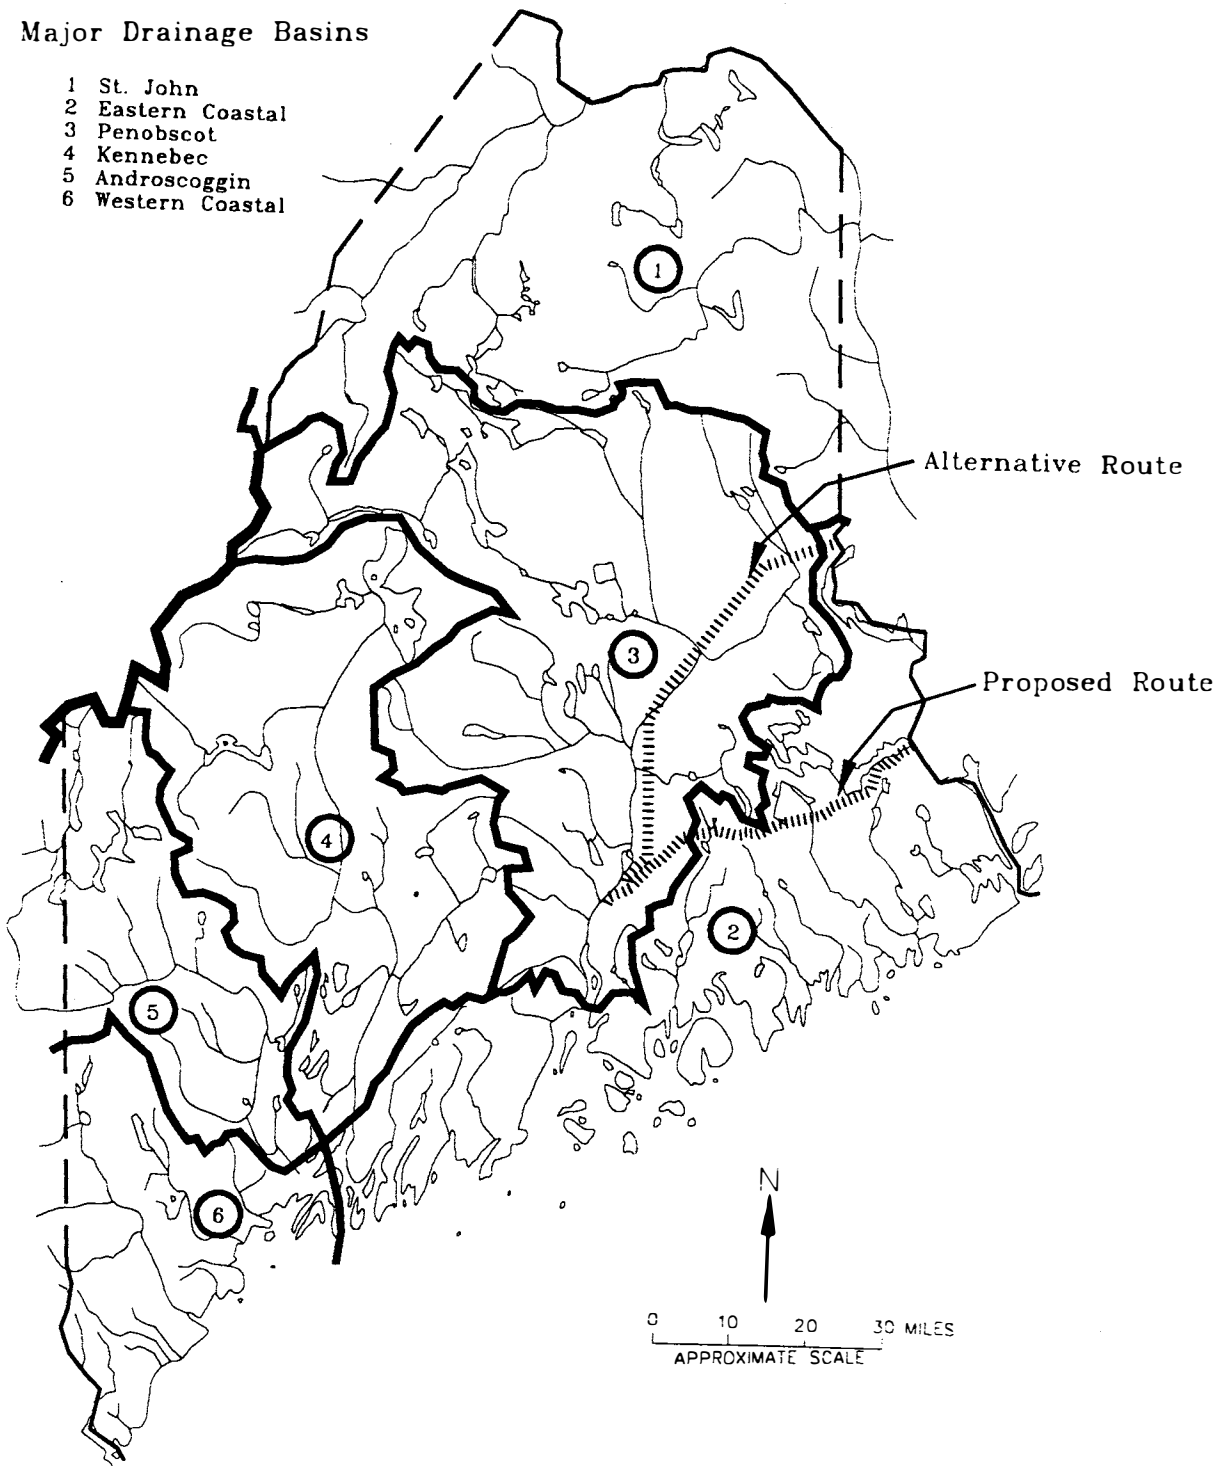 Major Drainage Basins
1 St. John
2 Eastern Coastal
3 Penobscot
4 Kennebec
5 Androscoggin
6 Western Coastal
1
Alternative Route
3
Proposed Route
4
2
5
6
N
0 10 20 30 MILES
APPROXIMATE SCALE